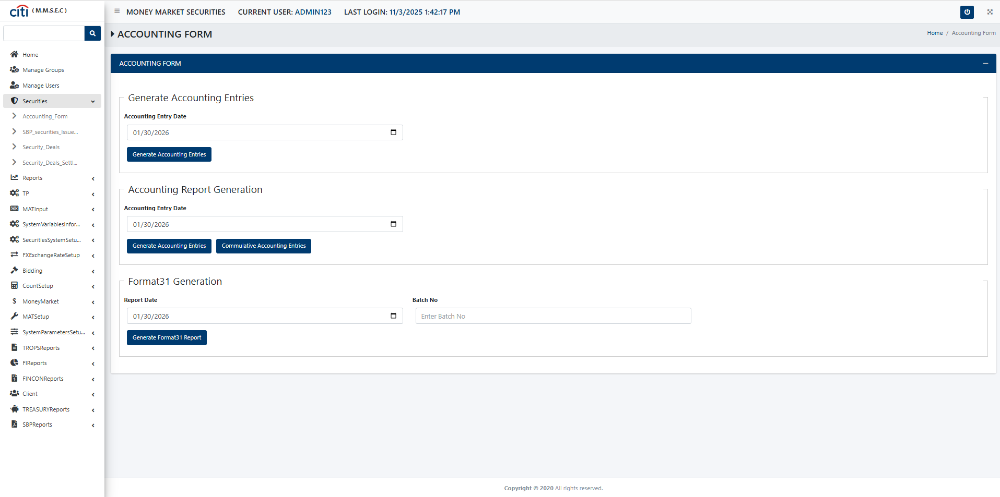 citi ( M.M.S.E.C )
MONEY MARKET SECURITIES CURRENT USER: ADMIN123 LAST LOGIN: 11/3/2025 1:42:17 PM
ACCOUNTING FORM
Home / Accounting Form
Home
Manage Groups
Manage Users
Securities
Accounting_Form
SBP_securities_Issue...
Security_Deals
Security_Deals_Settl...
Reports
TP
MATInput
SystemVariablesInfor...
SecuritiesSystemSetu...
FXExchangeRateSetup
Bidding
CountSetup
MoneyMarket
MATSetup
SystemParametersSetu...
TROPSReports
FIReports
FINCONReports
Client
TREASURYReports
SBPReports
ACCOUNTING FORM
Generate Accounting Entries
Accounting Entry Date
01/30/2026
Generate Accounting Entries
Accounting Report Generation
Accounting Entry Date
01/30/2026
Generate Accounting Entries Commulative Accounting Entries
Format31 Generation
Report Date Batch No
01/30/2026 Enter Batch No
Generate Format31 Report
Copyright © 2020 All rights reserved.